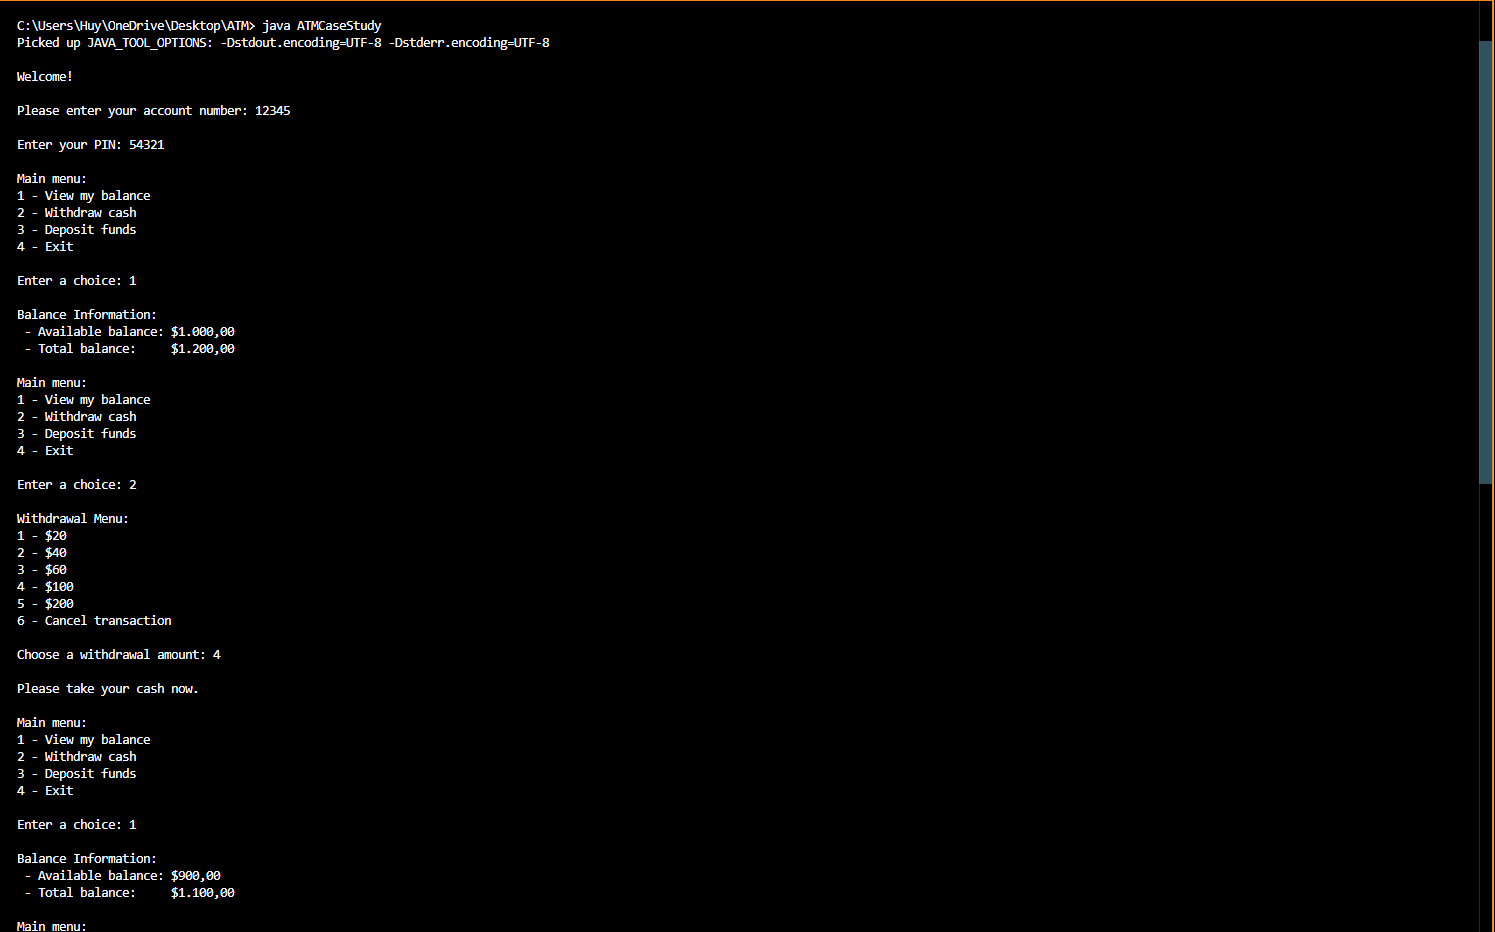 C:\Users\Huy\OneDrive\Desktop\ATM> java ATMCaseStudy
Picked up JAVA_TOOL_OPTIONS: -Dstdout.encoding=UTF-8 -Dstderr.encoding=UTF-8
Welcome!
Please enter your account number: 12345
Enter your PIN: 54321
Main menu:
1 - View my balance
2 - Withdraw cash
3 - Deposit funds
4 - Exit
Enter a choice: 1
Balance Information:
 - Available balance: $1.000,00
 - Total balance:     $1.200,00
Main menu:
1 - View my balance
2 - Withdraw cash
3 - Deposit funds
4 - Exit
Enter a choice: 2
Withdrawal Menu:
1 - $20
2 - $40
3 - $60
4 - $100
5 - $200
6 - Cancel transaction
Choose a withdrawal amount: 4
Please take your cash now.
Main menu:
1 - View my balance
2 - Withdraw cash
3 - Deposit funds
4 - Exit
Enter a choice: 1
Balance Information:
 - Available balance: $900,00
 - Total balance:     $1.100,00
Main menu: